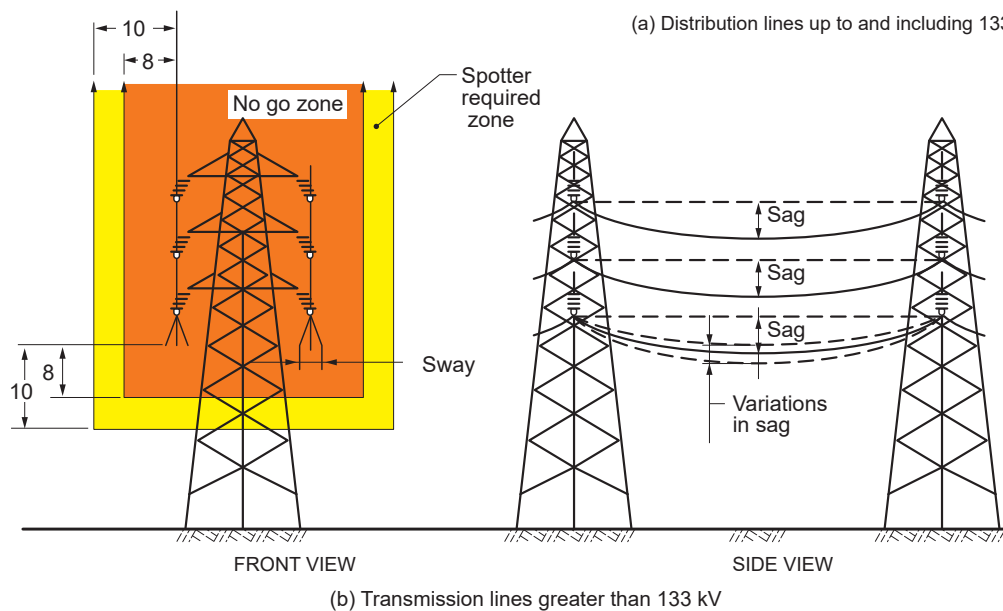 (a) Distribution lines up to and including 133
10
8
Spotter
required
zone
No go zone
Sag
Sag
Sag
8
10
Sway
Variations
in sag
FRONT VIEW
SIDE VIEW
(b) Transmission lines greater than 133 kV